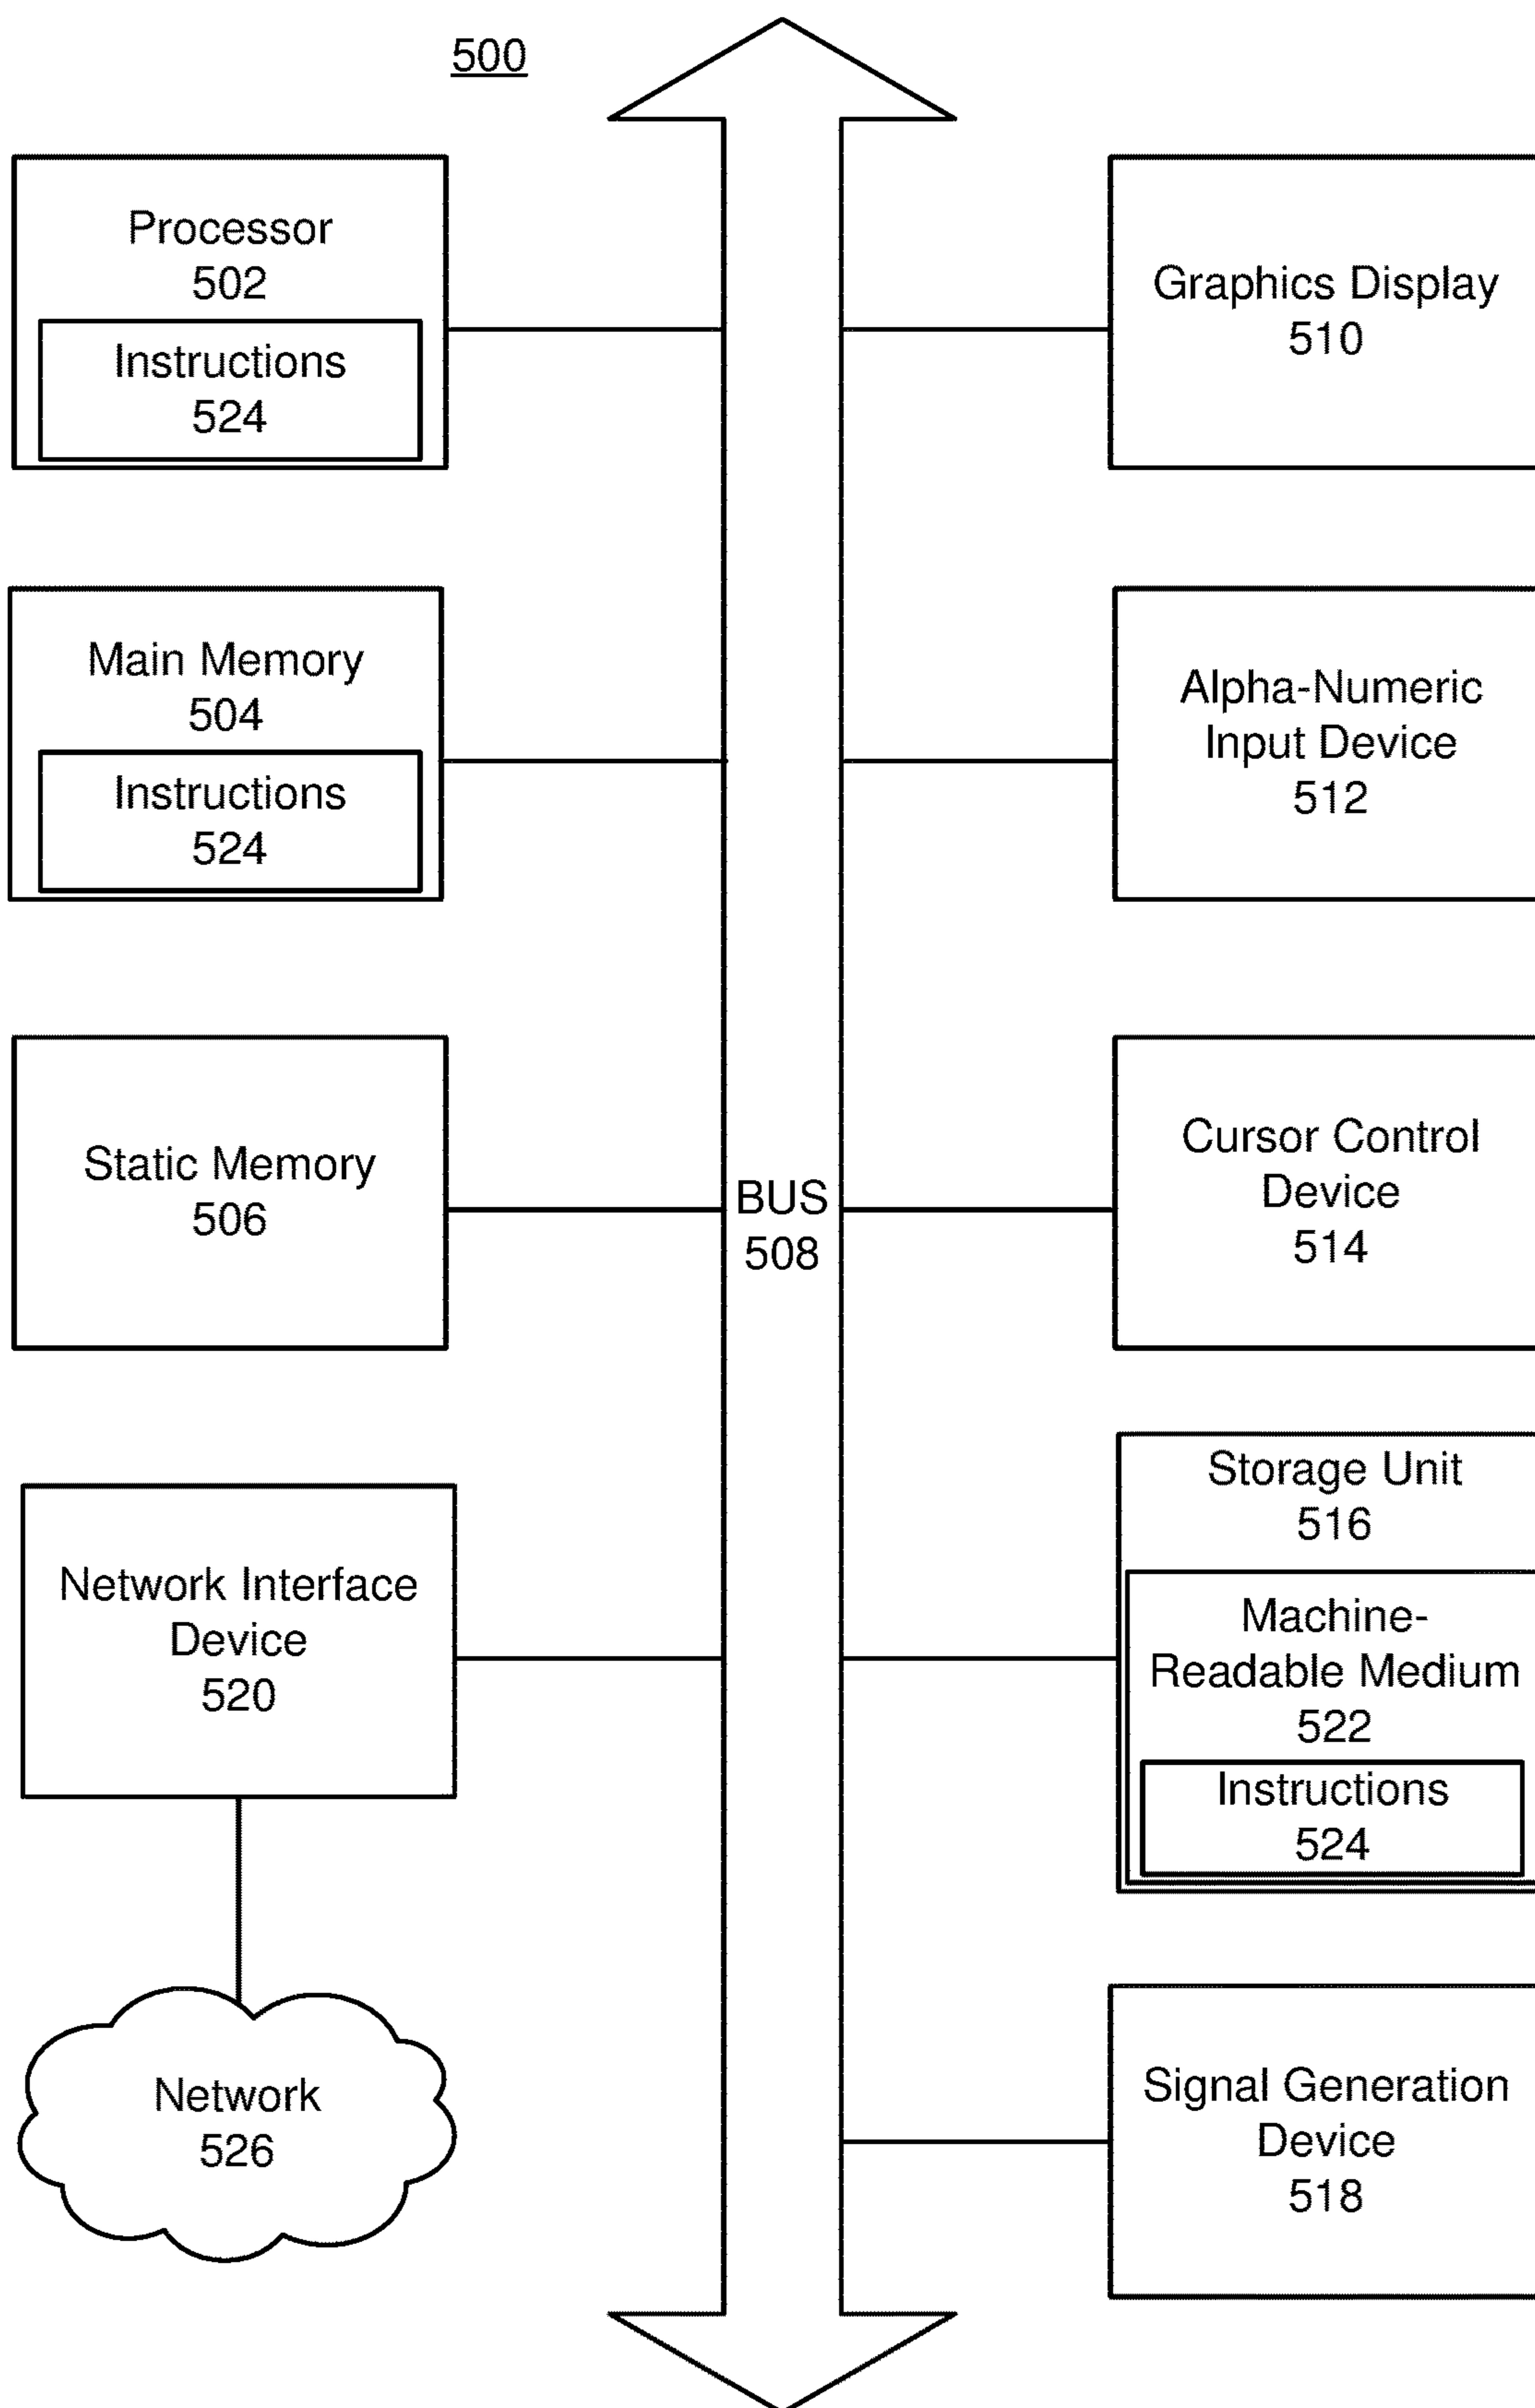 500
Processor
502
Instructions
524
Main Memory
504
Instructions
524
Static Memory
506
Network Interface
Device
520
Network
526
BUS
508
Graphics Display
510
Alpha-Numeric
Input Device
512
Cursor Control
Device
514
Storage Unit
516
Machine-
Readable Medium
522
Instructions
524
Signal Generation
Device
518